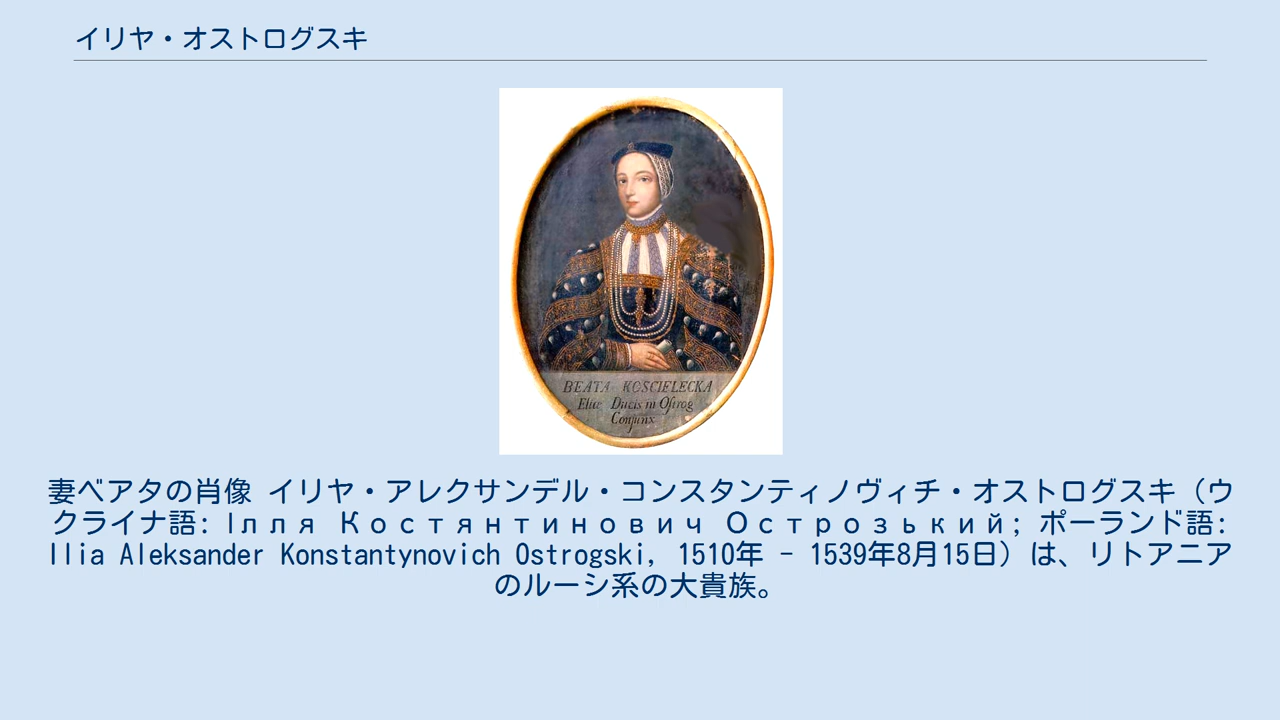 イリヤ・オストログスキ
BEATA KOSCIELECKA
Eliæ Ducis in Ostrog
Conjunx
妻ベアタの肖像 イリヤ・アレクサンデル・コンスタンティノヴィチ・オストログスキ（ウ
クライナ語: Ілля Костянтинович Острозький; ポーランド語:
Ilia Aleksander Konstantynovich Ostrogski, 1510年 - 1539年8月15日）は、リトアニア
のルーシ系の大貴族。